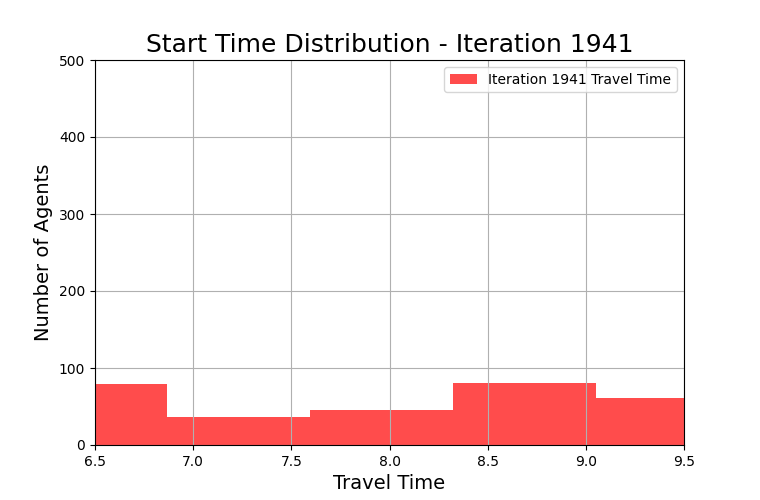 Start Time Distribution - Iteration 1941
Iteration 1941 Travel Time
Number of Agents
500
400
300
200
100
0
6.5 7.0 7.5 8.0 8.5 9.0 9.5
Travel Time